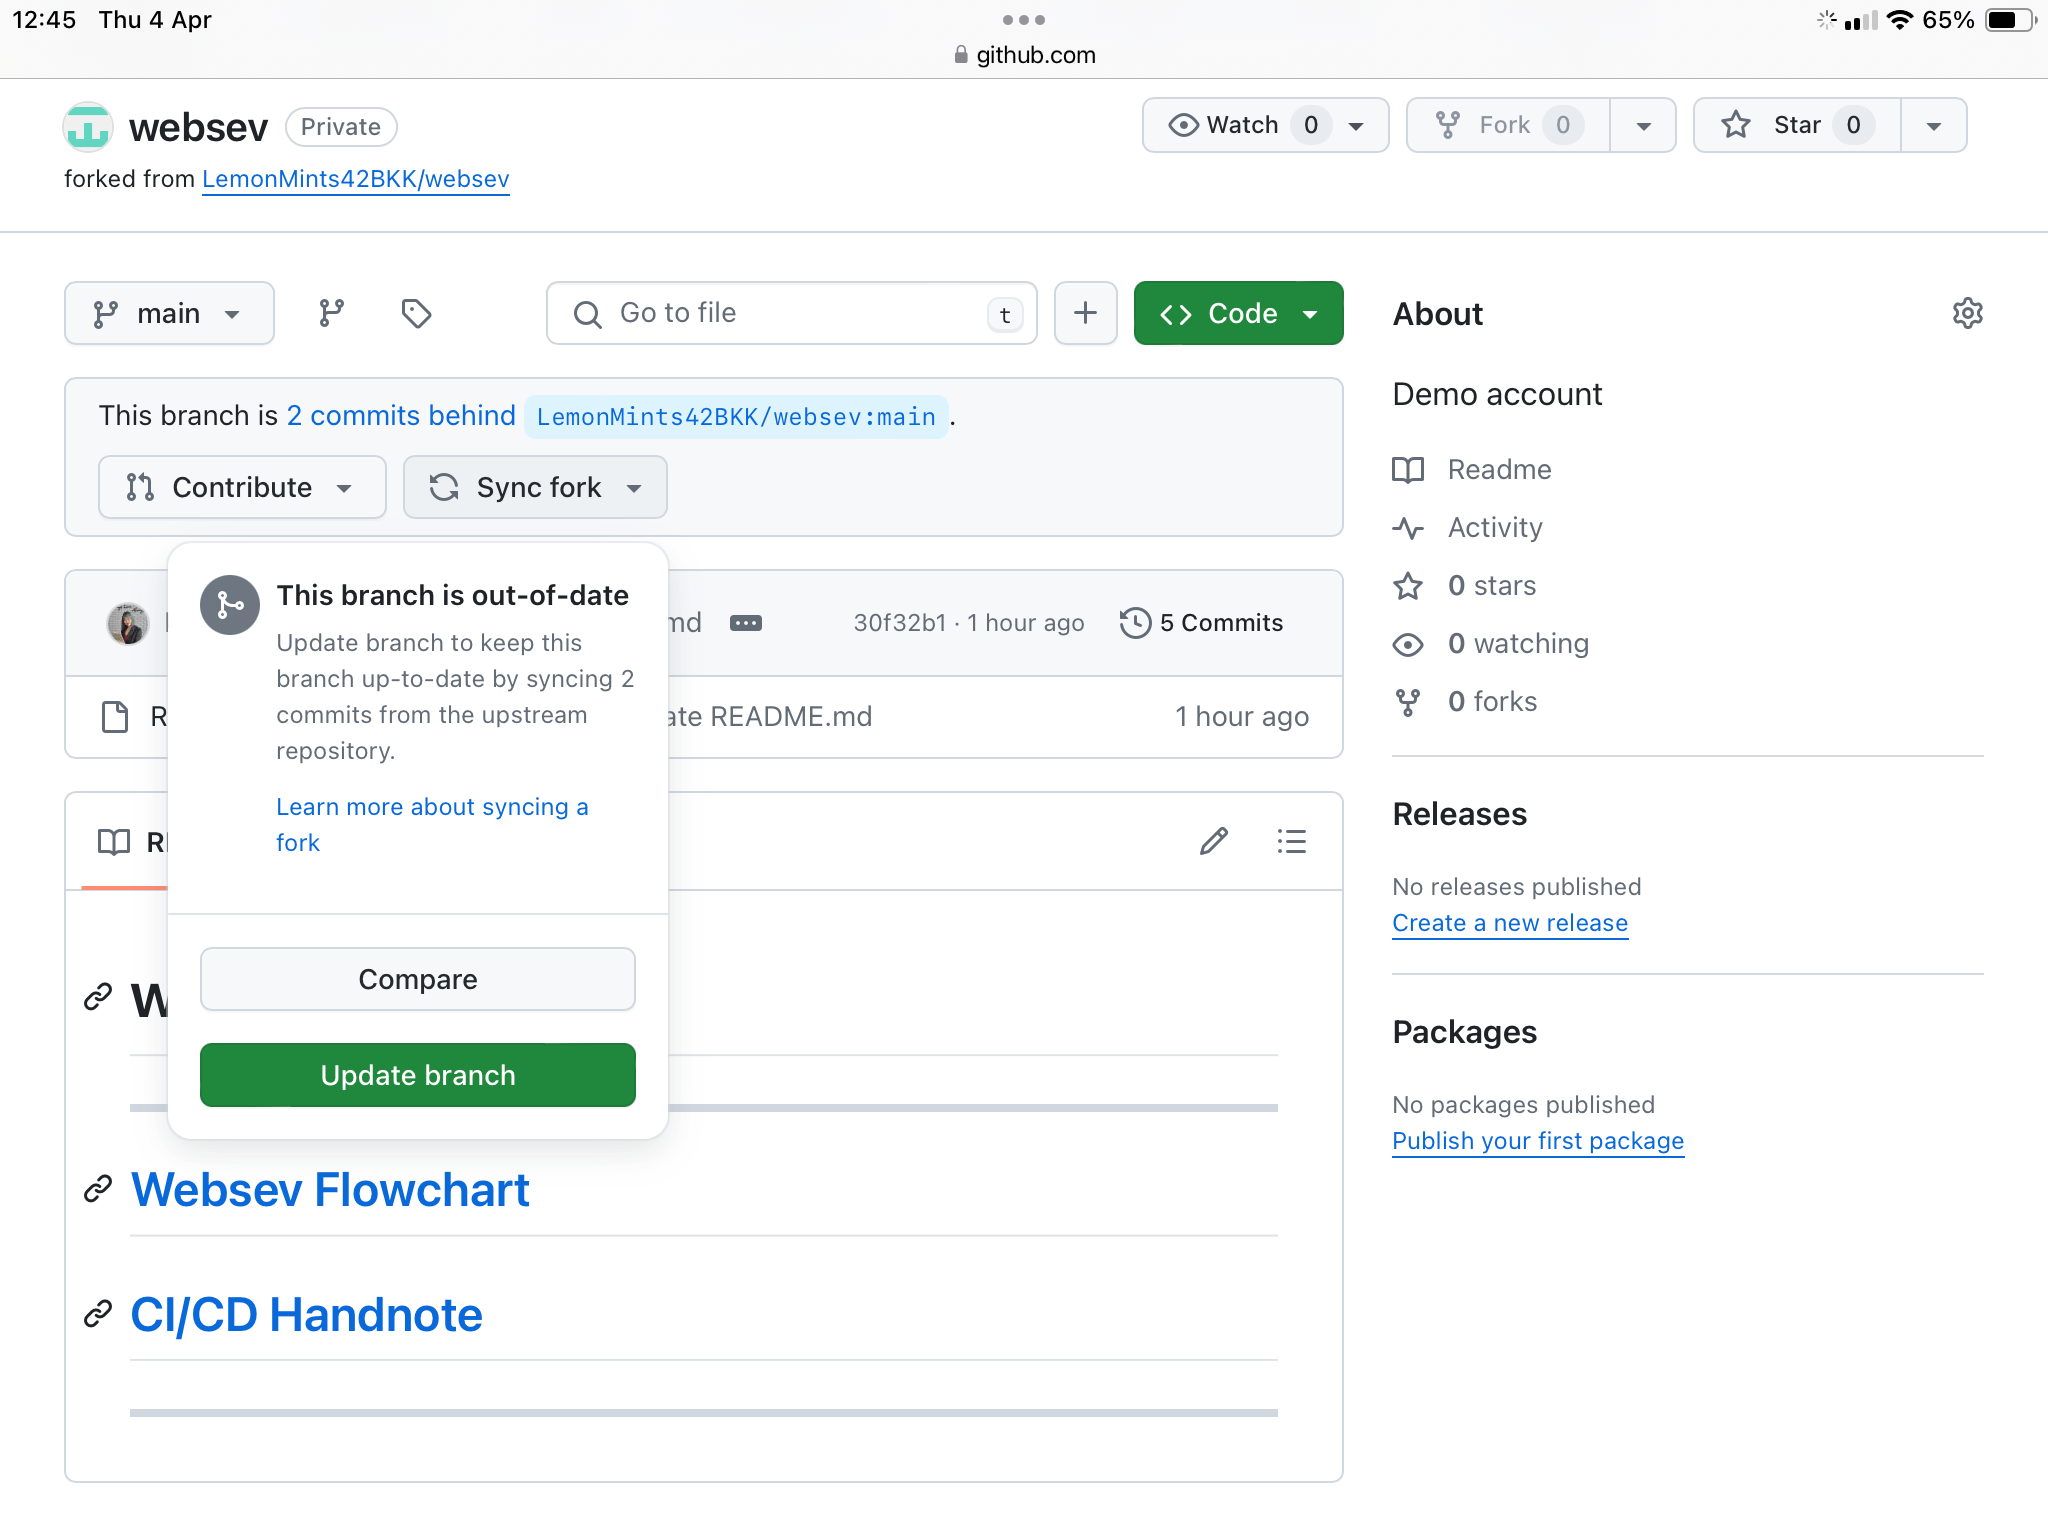 12:45 Thu 4 Apr
65%
github.com
websev Private
Watch 0
Fork 0
Star 0
forked from LemonMints42BKK/websev
main
Go to file t
Code
This branch is 2 commits behind LemonMints42BKK/websev:main .
Contribute
Sync fork
This branch is out-of-date
Update branch to keep this
branch up-to-date by syncing 2
commits from the upstream
repository.
Learn more about syncing a
fork
Compare
Update branch
md
30f32b1 · 1 hour ago
5 Commits
ate README.md
1 hour ago
Websev Flowchart
CI/CD Handnote
About
Demo account
Readme
Activity
0 stars
0 watching
0 forks
Releases
No releases published
Create a new release
Packages
No packages published
Publish your first package